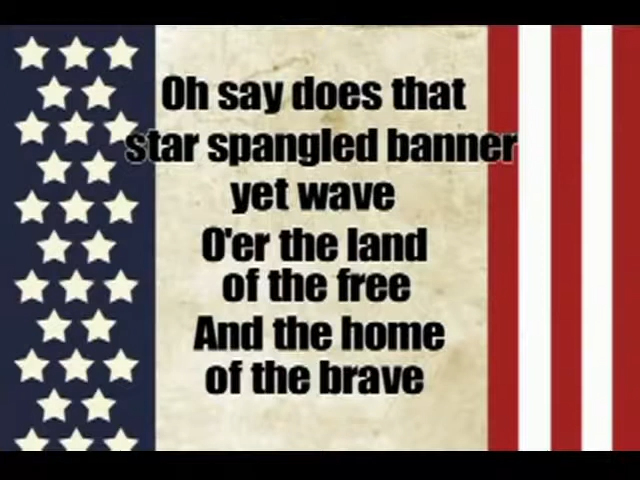 Oh say does that
star spangled banner
yet wave
O'er the land
of the free
And the home
of the brave